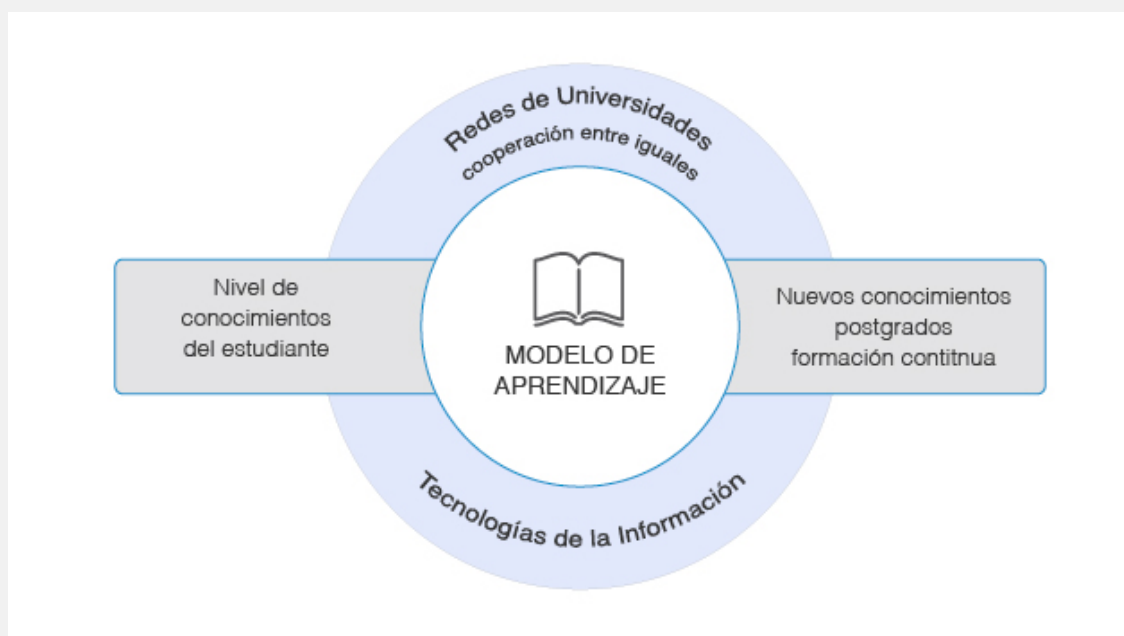 Redes de Universidades
cooperación entre iguales
Nivel de
conocimientos
del estudiante
MODELO DE
APRENDIZAJE
Nuevos conocimientos
postgrados
formación contitnua
Tecnologías de la Información